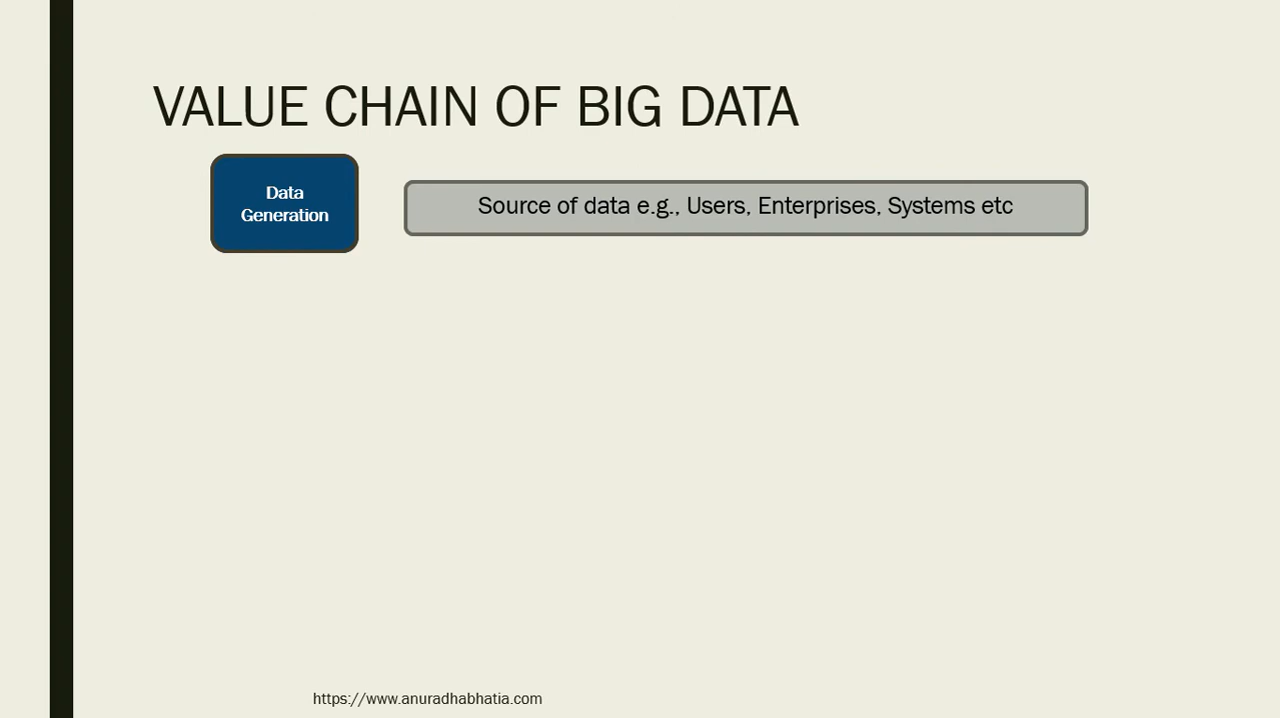 VALUE CHAIN OF BIG DATA
Data
Generation
Source of data e.g., Users, Enterprises, Systems etc
https://www.anuradhabhatia.com